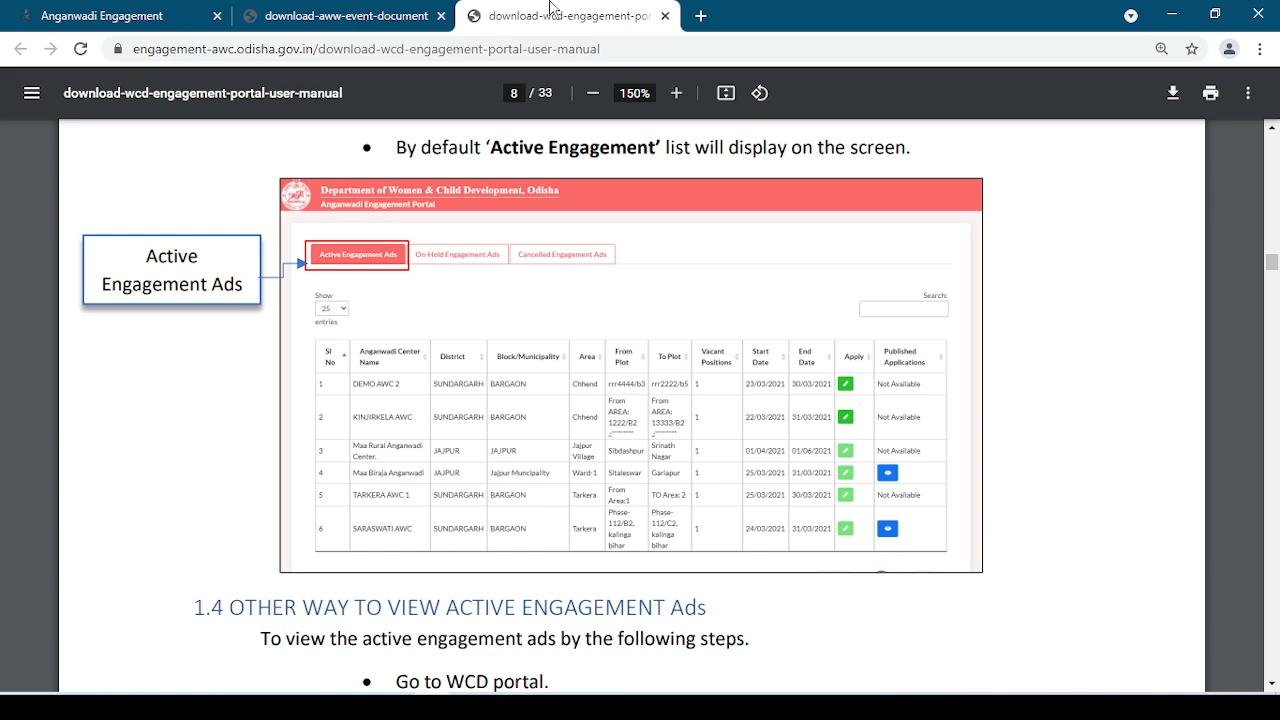 Anganwadi Engagement
download-aww-event-document
download-wcd-engagement-por
engagement-awc.odisha.gov.in/download-wcd-engagement-portal-user-manual
download-wcd-engagement-portal-user-manual
8 / 33
150%
• By default ‘Active Engagement’ list will display on the screen.
Department of Women & Child Development, Odisha
Anganwadi Engagement Portal
Active
Engagement Ads
Active Engagement Ads On-Hold Engagement Ads Cancelled Engagement Ads
Show
25
entries
Search:
Sl No Anganwadi Center Name District Block/Municipality Area From Plot To Plot Vacant Positions Start Date End Date Apply Published Applications
1 DEMO AWC 2 SUNDARGARH BARGAON Chhend rrr4444/b3 rrr2222/b5 1 23/03/2021 30/03/2021 Not Available
2 KINJIRKELA AWC SUNDARGARH BARGAON Chhend From AREA: 1222/B2 From AREA: 13333/B2 1 22/03/2021 31/03/2021 Not Available
3 Maa Rural Anganwadi Center. JAJPUR JAJPUR Jajpur Village Sibdashpur Srinath Nagar 1 01/04/2021 01/06/2021 Not Available
4 Maa Biraja Anganwadi JAJPUR Jajpur Muncipality Ward-1 Sitaleswar Gariapur 1 25/03/2021 31/03/2021
5 TARKERA AWC 1 SUNDARGARH BARGAON Tarkera From Area:1 TO Area: 2 1 25/03/2021 30/03/2021 Not Available
6 SARASWATI AWC SUNDARGARH BARGAON Tarkera Phase-112/B2, kalinga bihar Phase-112/C2, kalinga bihar 1 24/03/2021 31/03/2021
1.4 OTHER WAY TO VIEW ACTIVE ENGAGEMENT Ads
To view the active engagement ads by the following steps.
• Go to WCD portal.